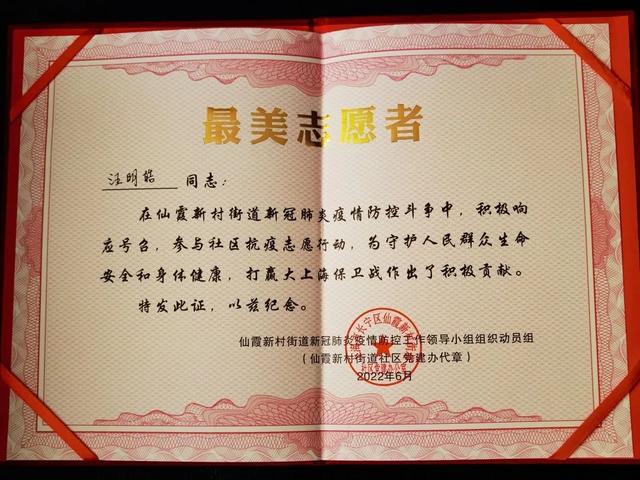 最美志愿者
汪明皓 同志:
在仙霞新村街道新冠肺炎疫情防控斗争中，积极响
应号召，参与社区抗疫志愿行动，为守护人民群众生命
安全和身体健康，打赢大上海保卫战作出了积极贡献。
特发此证，以兹纪念。
仙霞新村街道新冠肺炎疫情防控工作领导小组组织动员组
(仙霞新村街道社区党建办代章)
2022年6月